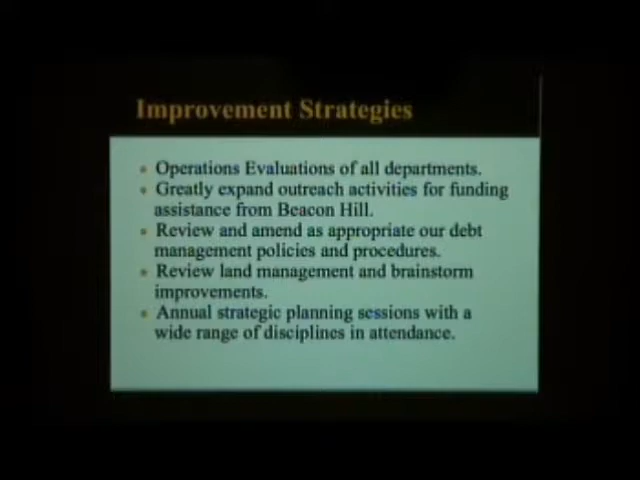 Improvement Strategies
• Operations Evaluations of all departments.
• Greatly expand outreach activities for funding
assistance from Beacon Hill.
• Review and amend as appropriate our debt
management policies and procedures.
• Review land management and brainstorm
improvements.
• Annual strategic planning sessions with a
wide range of disciplines in attendance.